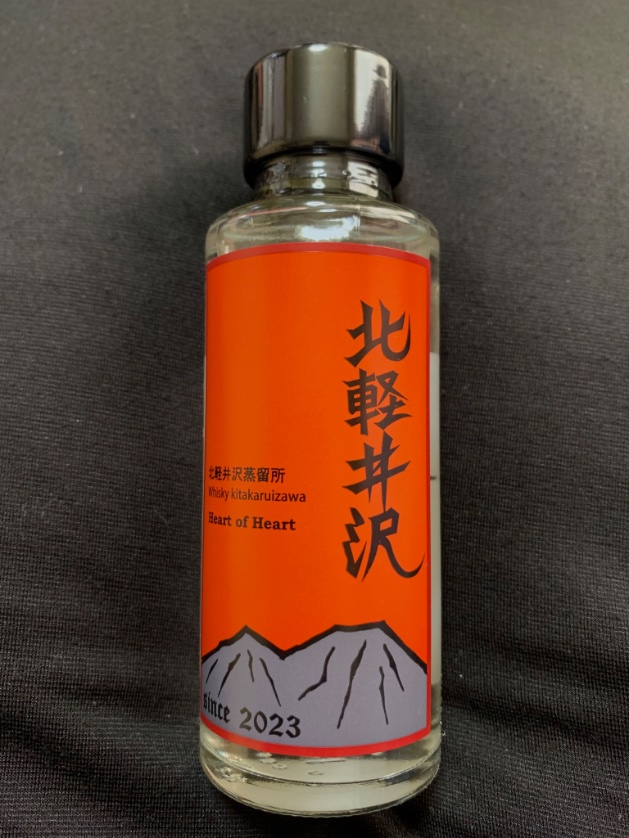 北軽井沢
北軽井沢蒸留所
Whisky kitakaruizawa
Heart of Heart
since 2023